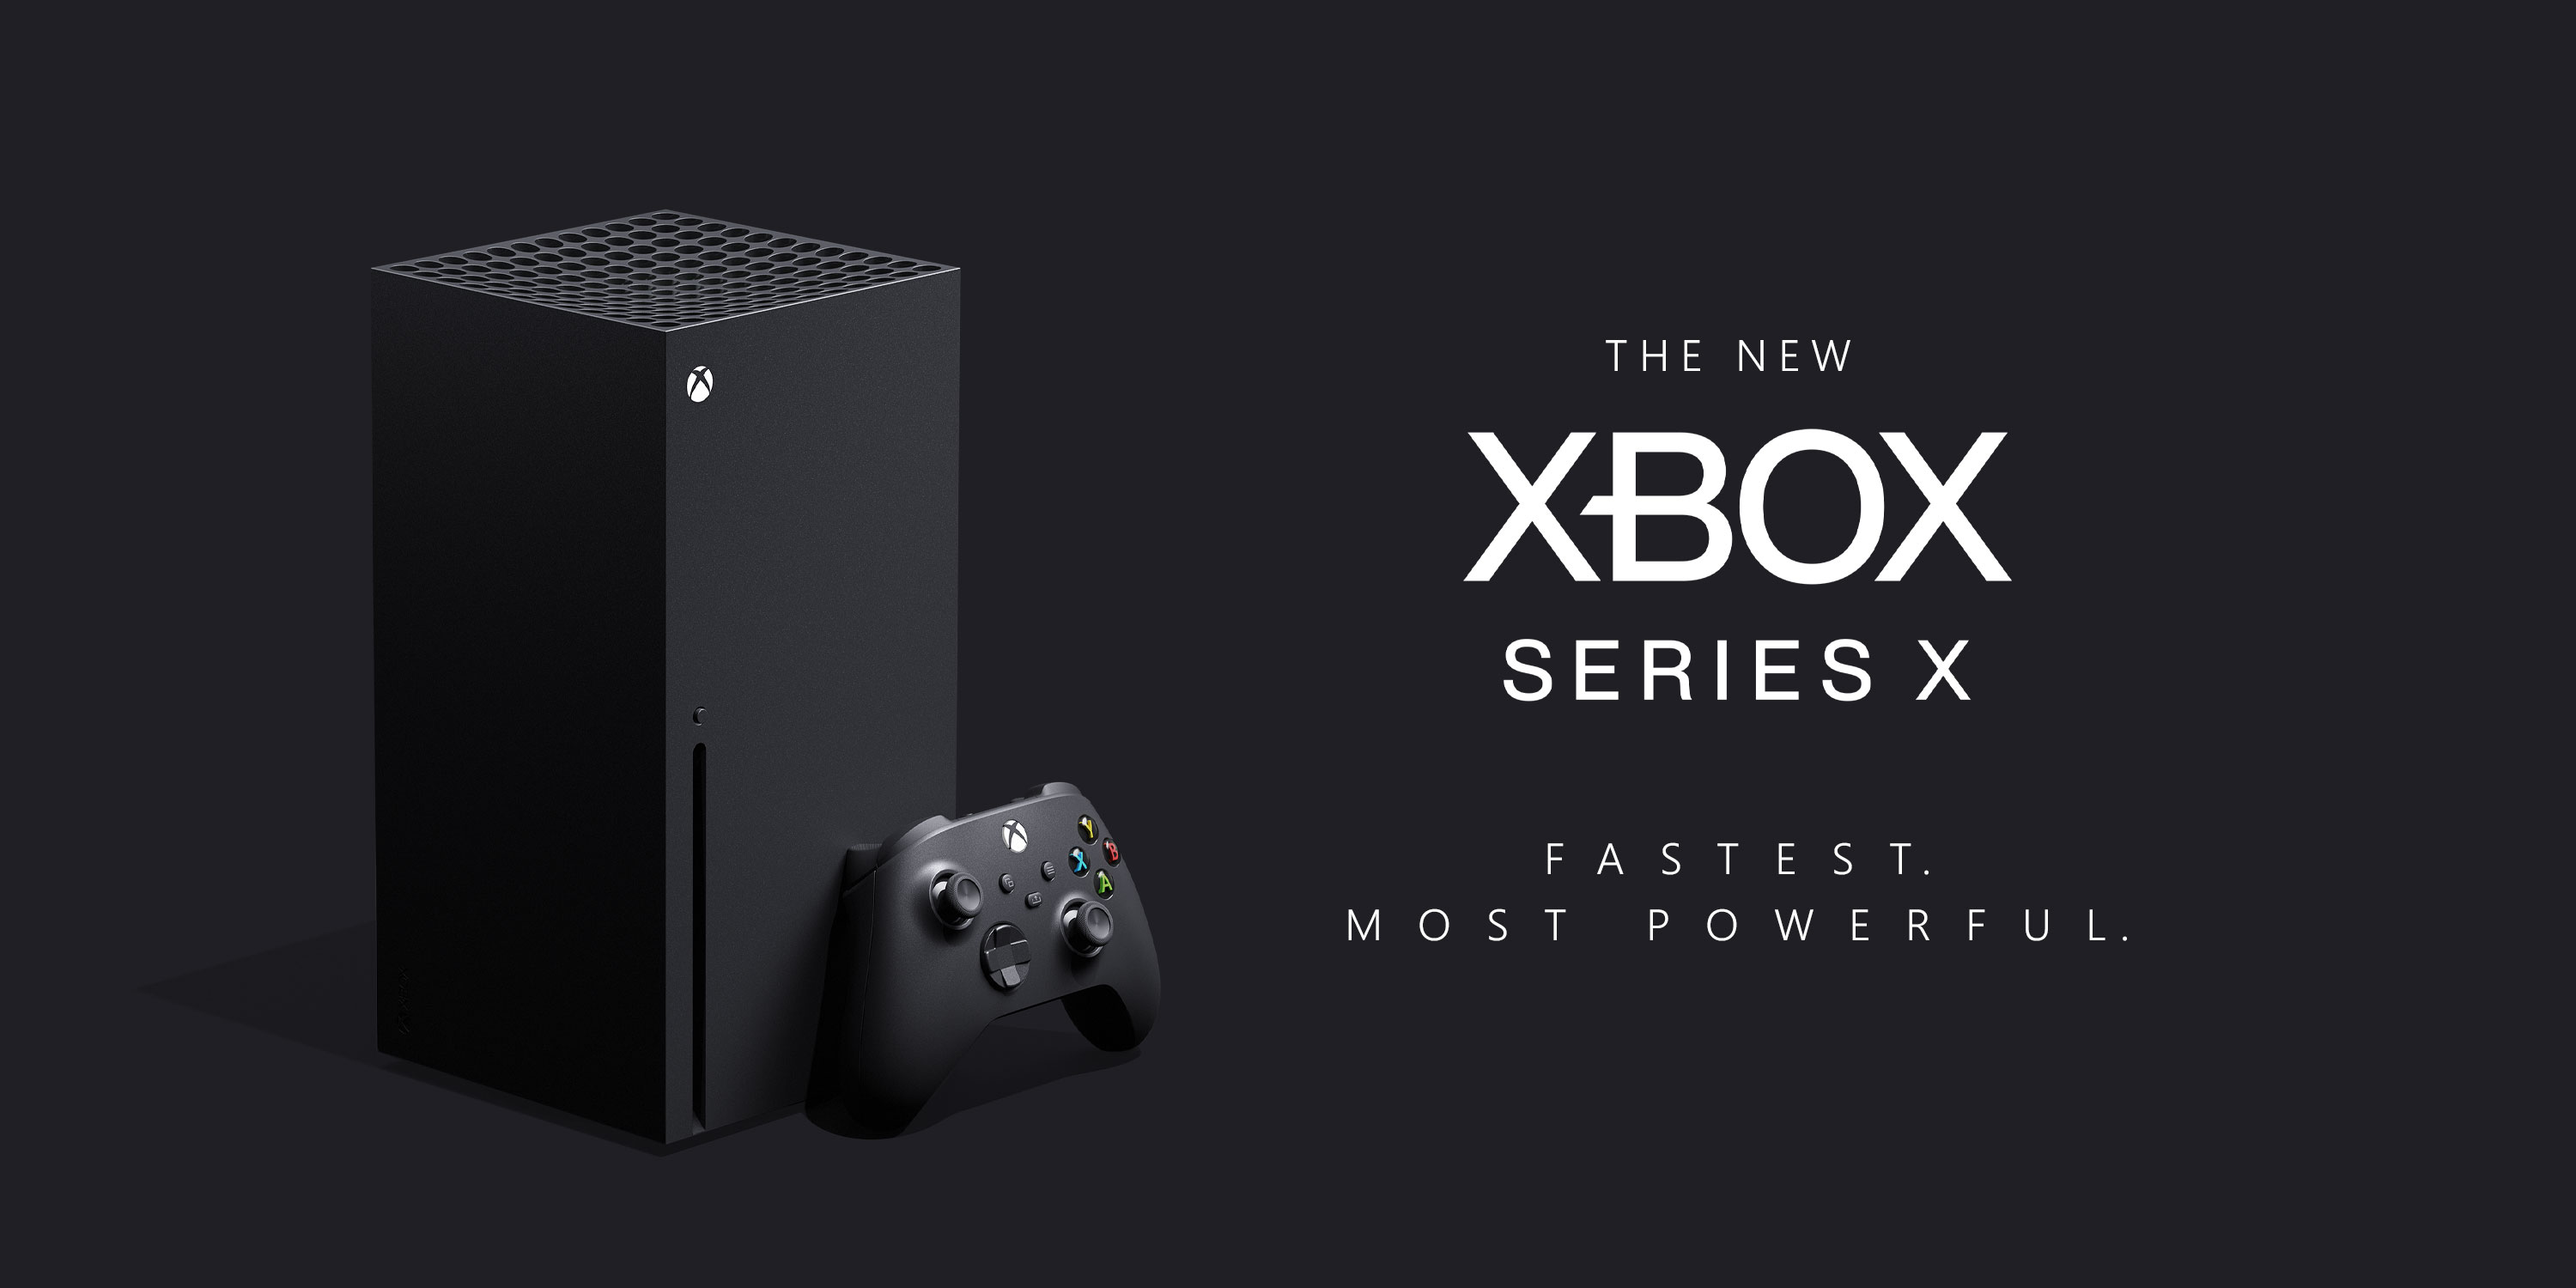 THE NEW
XBOX
SERIES X
FASTEST.
MOST POWERFUL.
Y
B
X
A